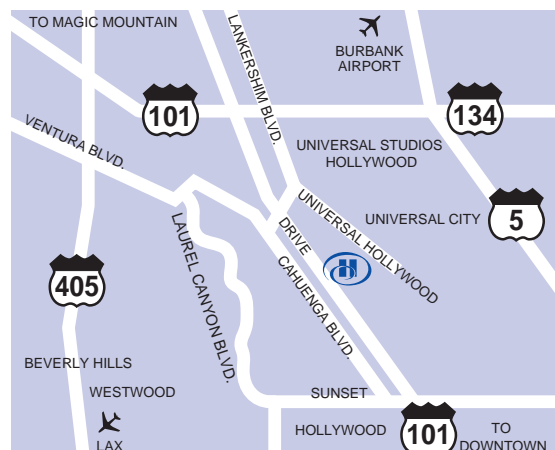 TO MAGIC MOUNTAIN
LANKERSHIM BLVD.
BURBANK
AIRPORT
101
134
VENTURA BLVD.
UNIVERSAL STUDIOS
HOLLYWOOD
UNIVERSAL HOLLYWOOD
DRIVE
UNIVERSAL CITY
5
LAUREL CANYON BLVD.
CAHUENGA BLVD.
H
405
BEVERLY HILLS
WESTWOOD
LAX
SUNSET
HOLLYWOOD
101
TO
DOWNTOWN